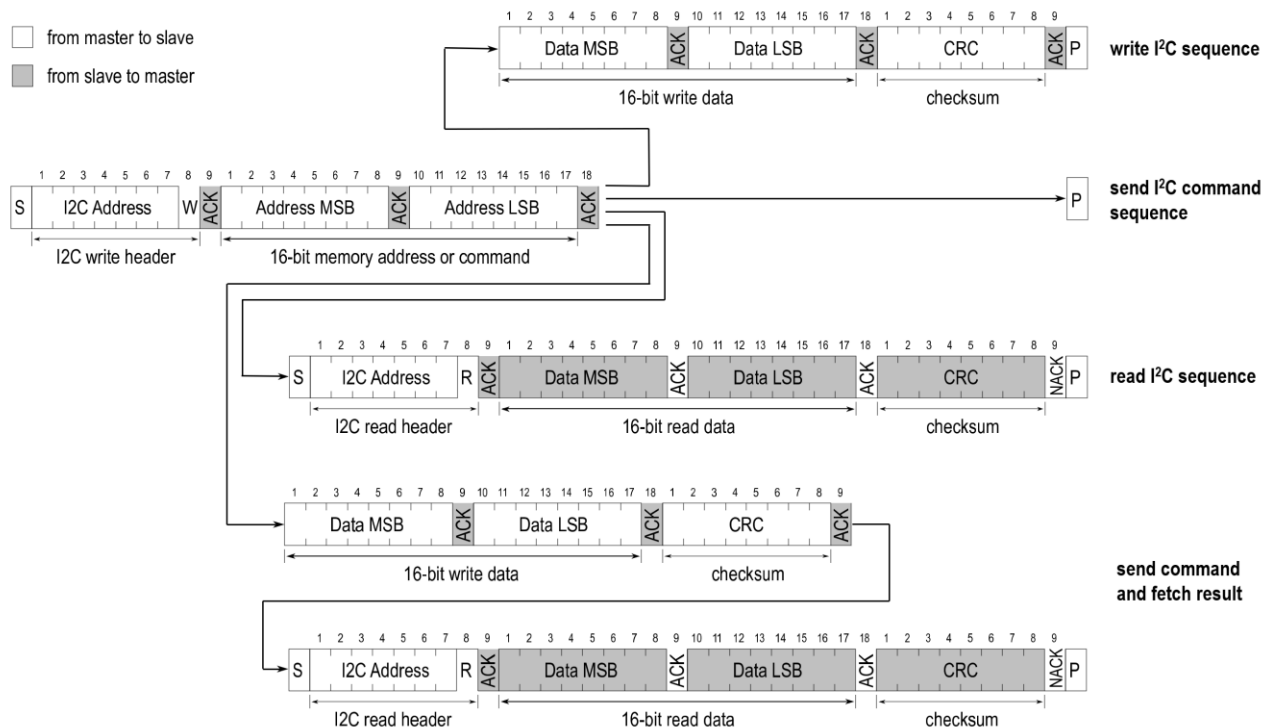 from master to slave
from slave to master
1 2 3 4 5 6 7 8 9 10 11 12 13 14 15 16 17 18 1 2 3 4 5 6 7 8 9
Data MSB ACK Data LSB ACK CRC ACK P
write I²C sequence
16-bit write data checksum
1 2 3 4 5 6 7 8 9 1 2 3 4 5 6 7 8 9 10 11 12 13 14 15 16 17 18
S I2C Address W ACK Address MSB ACK Address LSB ACK
P
send I²C command
sequence
I2C write header 16-bit memory address or command
1 2 3 4 5 6 7 8 9 1 2 3 4 5 6 7 8 9 10 11 12 13 14 15 16 17 18 1 2 3 4 5 6 7 8 9
S I2C Address R ACK Data MSB ACK Data LSB ACK CRC NACK P
read I²C sequence
I2C read header 16-bit read data checksum
1 2 3 4 5 6 7 8 9 10 11 12 13 14 15 16 17 18 1 2 3 4 5 6 7 8 9
Data MSB ACK Data LSB ACK CRC ACK
16-bit write data checksum
send command
and fetch result
1 2 3 4 5 6 7 8 9 1 2 3 4 5 6 7 8 9 10 11 12 13 14 15 16 17 18 1 2 3 4 5 6 7 8 9
S I2C Address R ACK Data MSB ACK Data LSB ACK CRC NACK P
I2C read header 16-bit read data checksum